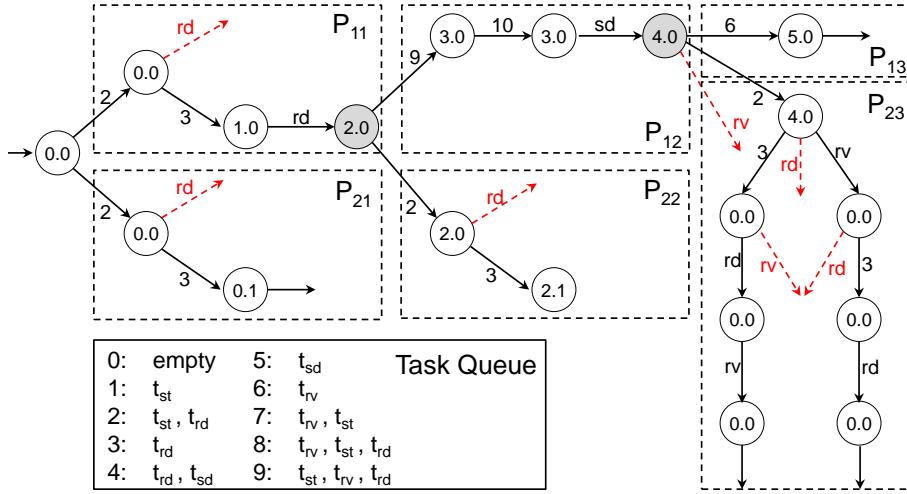 rd
P11
3.0
10
3.0
sd
4.0
6
5.0
P13
0.0
9
2
3
1.0
rd
2.0
P12
rv
2
4.0
P23
0.0
3
rd
rv
2
rd
P21
2
rd
P22
0.0
2.0
0.0
0.0
3
0.1
3
2.1
rd
rv
rd
3
0.0
0.0
rv
rd
0.0
0.0
Task Queue
0: empty
1: tst
2: tst , trd
3: trd
4: trd , tsd
5: tsd
6: trv
7: trv , tst
8: trv , tst , trd
9: tst , trv , trd